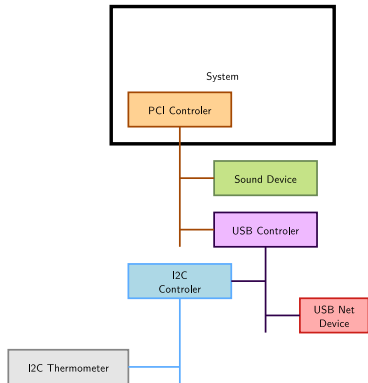 System
PCI Controler
Sound Device
USB Controler
I2C
Controler
USB Net
Device
I2C Thermometer